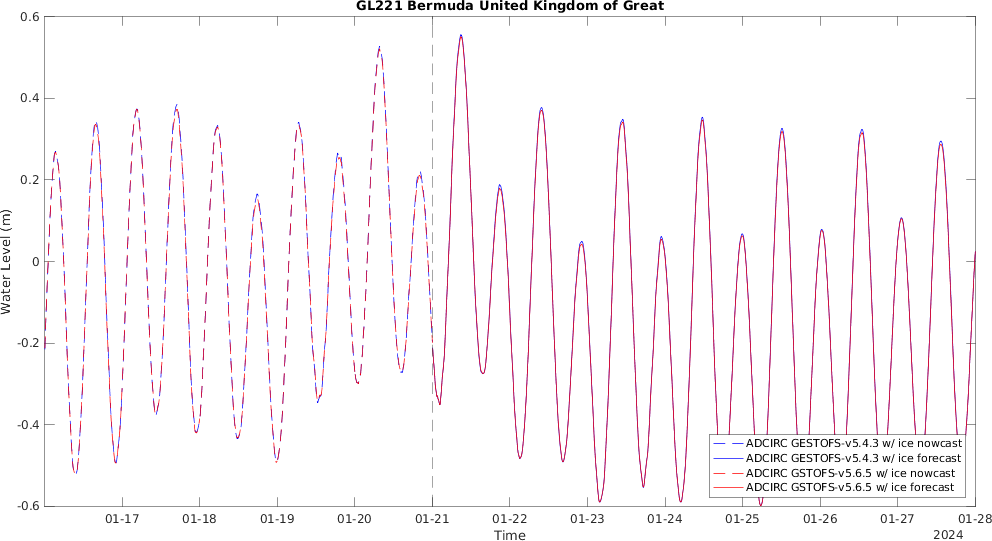 GL221 Bermuda United Kingdom of Great
Water Level (m)
0.6
0.4
0.2
0
-0.2
-0.4
-0.6
ADCIRC GESTOFS-v5.4.3 w/ ice nowcast
ADCIRC GESTOFS-v5.4.3 w/ ice forecast
ADCIRC GSTOFS-v5.6.5 w/ ice nowcast
ADCIRC GSTOFS-v5.6.5 w/ ice forecast
01-17 01-18 01-19 01-20 01-21 01-22 01-23 01-24 01-25 01-26 01-27 01-28
Time
2024